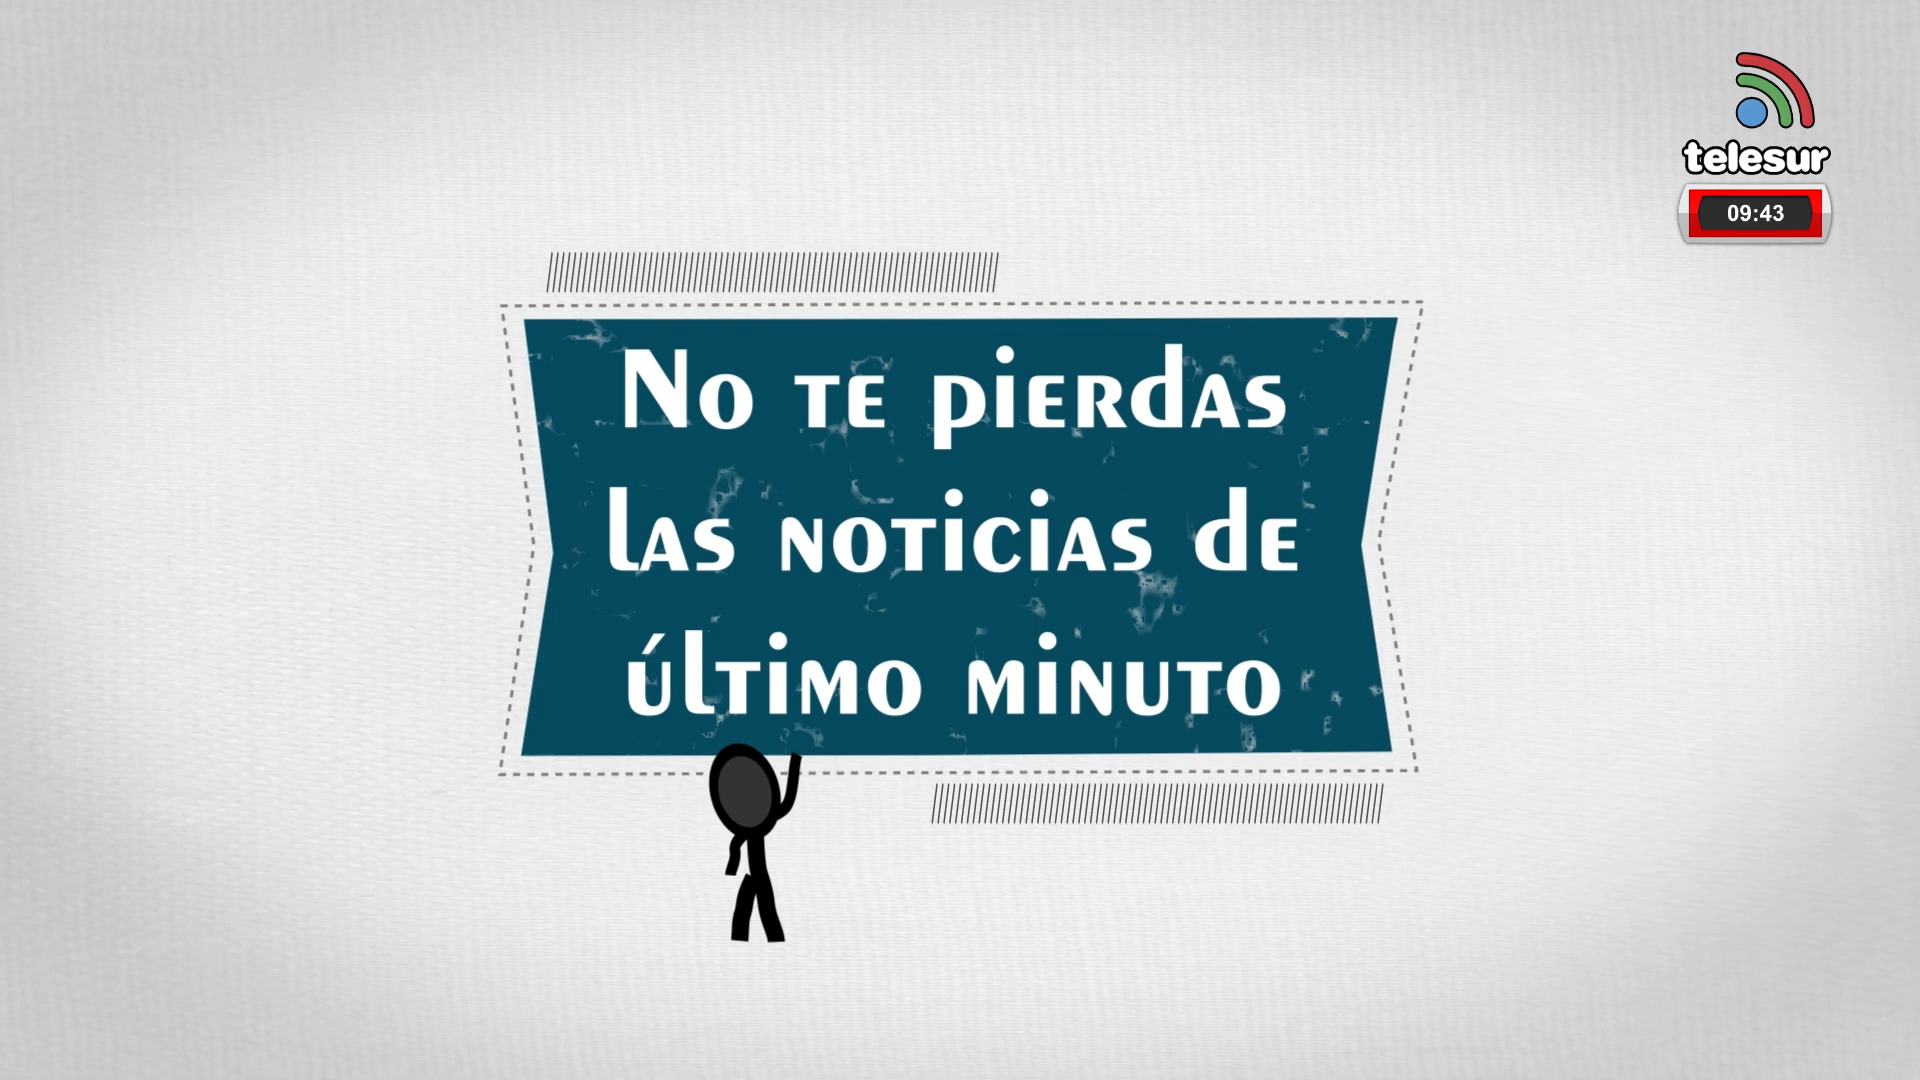 telesur
09:43
No te pierdas
las noticias de
último minuto